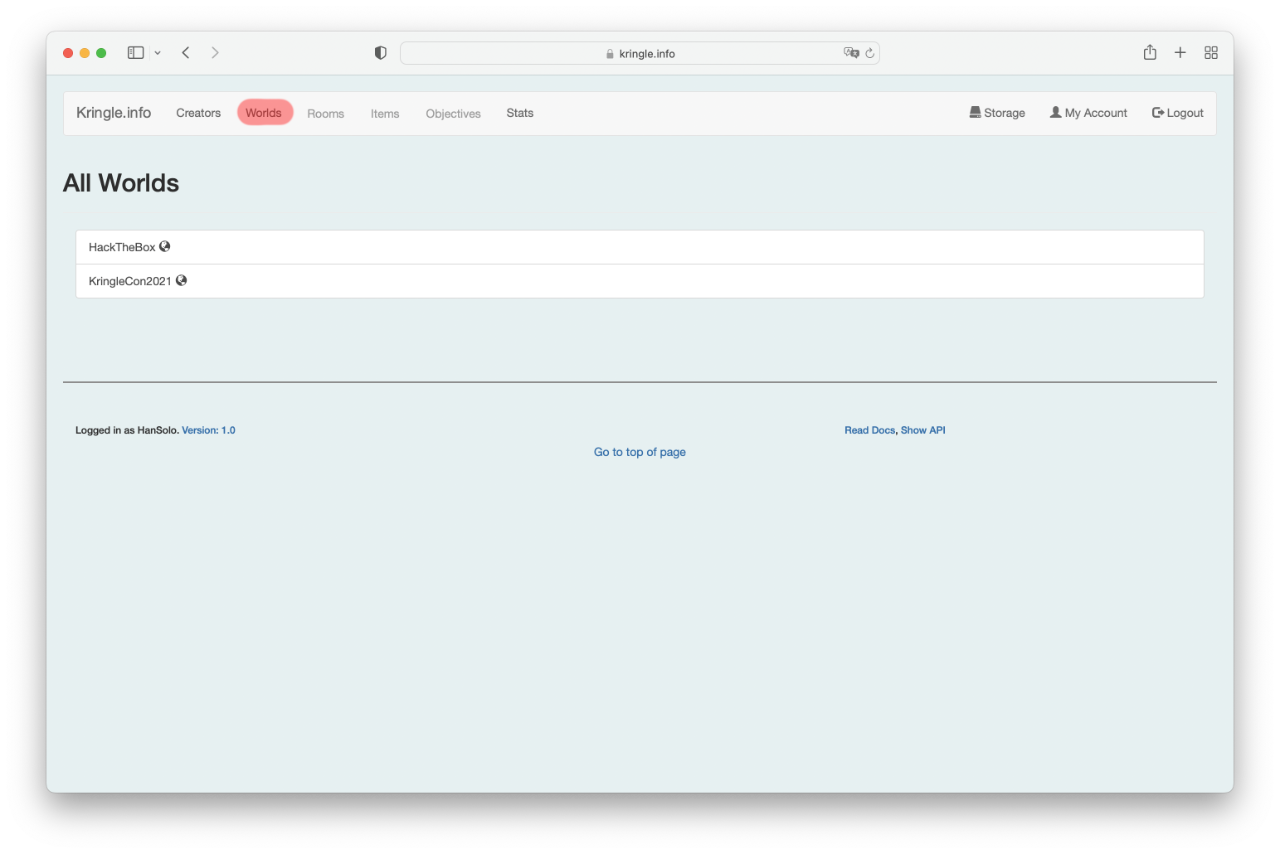 kringle.info
Kringle.info Creators Worlds Rooms Items Objectives Stats Storage My Account Logout
All Worlds
HackTheBox
KringleCon2021
Logged in as HanSolo. Version: 1.0 Read Docs, Show API
Go to top of page